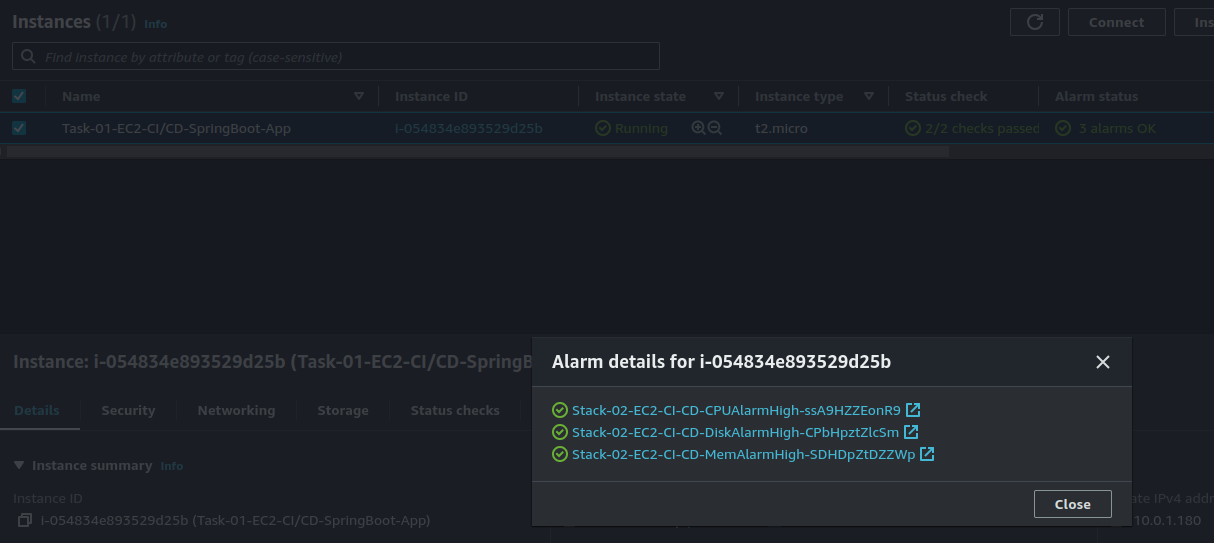 Instances (1/1) Info
Connect
Ins
Find Instance by attribute or tag (case-sensitive)
Name Instance ID Instance state Instance type Status check Alarm status
Task-01-EC2-CI/CD-SpringBoot-App i-054834e893529d25b Running t2.micro 2/2 checks passed 3 alarms OK
Instance: i-054834e893529d25b (Task-01-EC2-CI/CD-SpringB
Alarm details for i-054834e893529d25b
Details Security Networking Storage Status checks
Stack-02-EC2-CI-CD-CPUAlarmHigh-ssA9HZZEonR9
Stack-02-EC2-CI-CD-DiskAlarmHigh-CPbHpztZlcSm
Stack-02-EC2-CI-CD-MemAlarmHigh-SDHDpZtDZZWp
Instance summary Info
Close
Instance ID
ate IPv4 addr
i-054834e893529d25b (Task-01-EC2-CI/CD-SpringBoot-App)
10.0.1.180